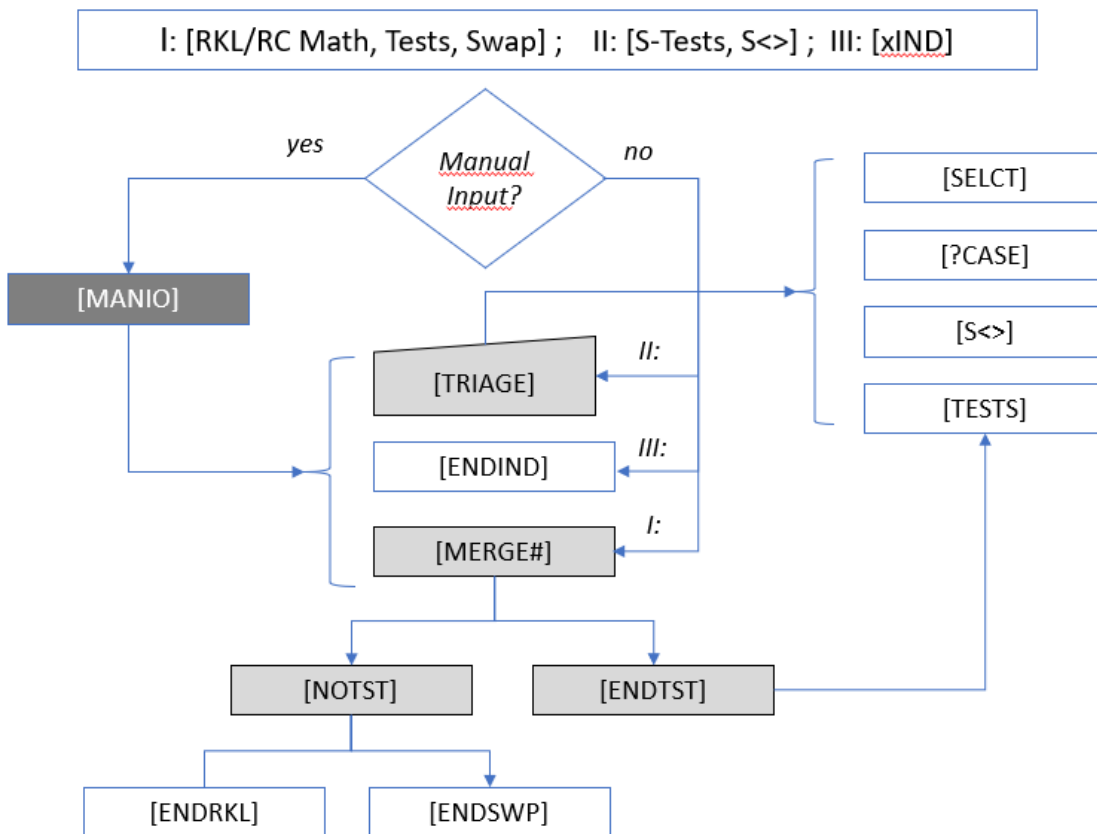 I: [RKL/RC Math, Tests, Swap] ; II: [S-Tests, S<>] ; III: [xIND]
yes
Manual
Input?
no
[SELCT]
[?CASE]
[MANIO]
[S<>]
II:
[TRIAGE]
[TESTS]
III:
[ENDIND]
I:
[MERGE#]
[NOTST]
[ENDTST]
[ENDRKL]
[ENDSWP]